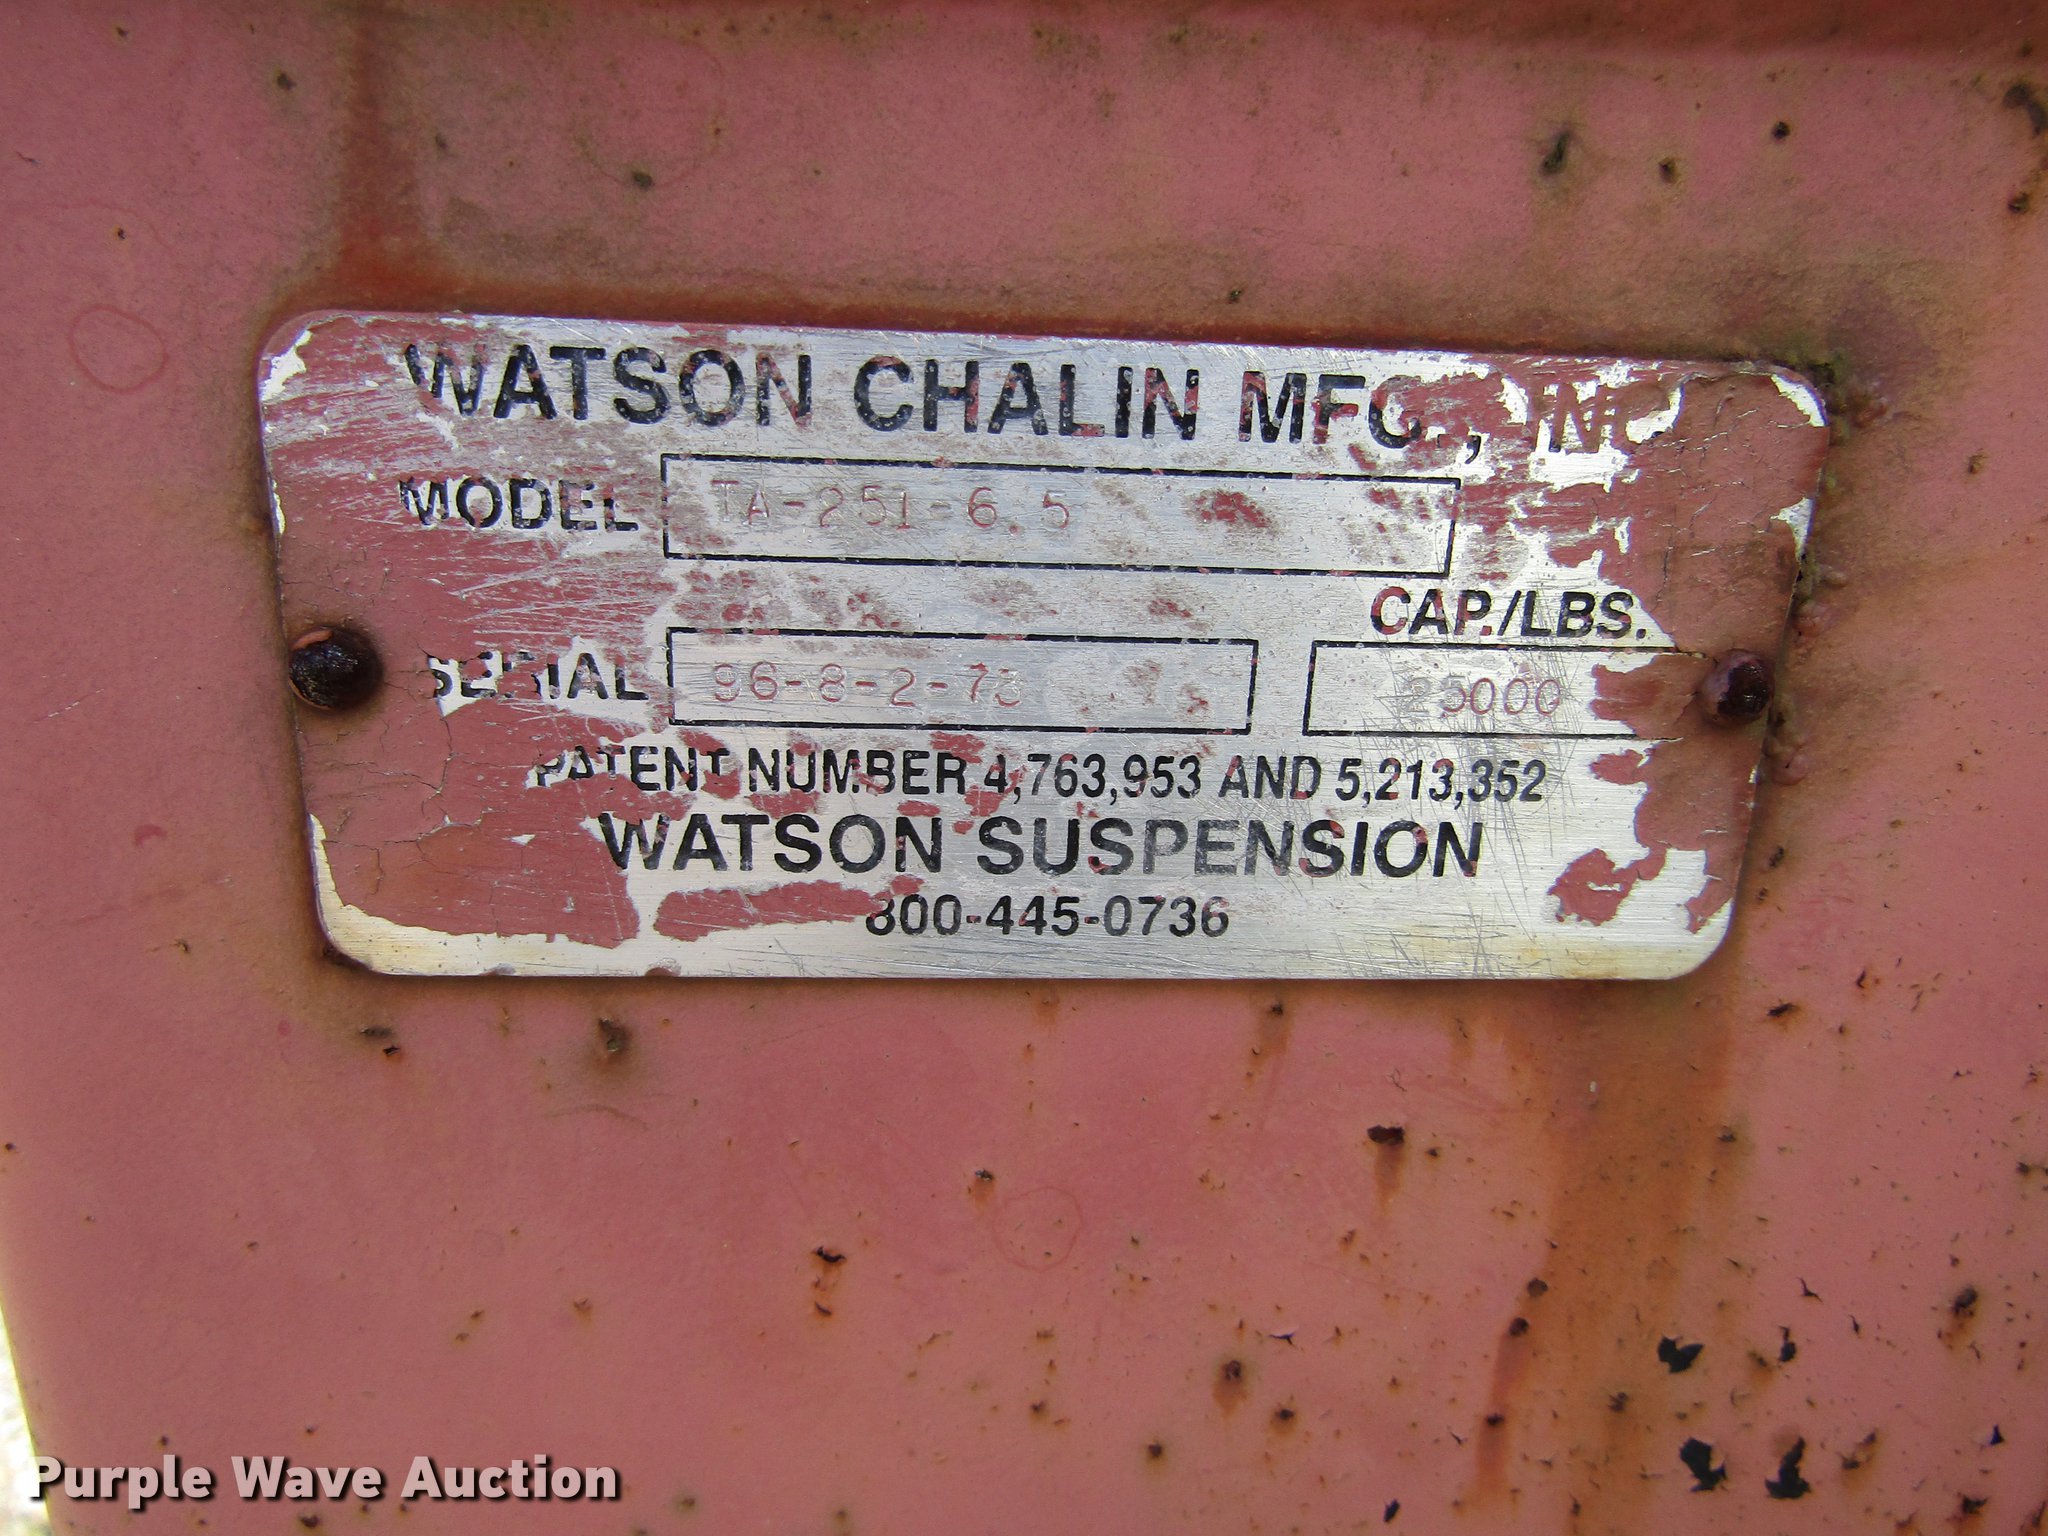 WATSON CHALIN MFG., INC.
MODEL TA-251-6.5
CAP./LBS.
SERIAL 96-8-2-73 25000
PATENT NUMBER 4,763,953 AND 5,213,352
WATSON SUSPENSION
800-445-0736
Purple Wave Auction